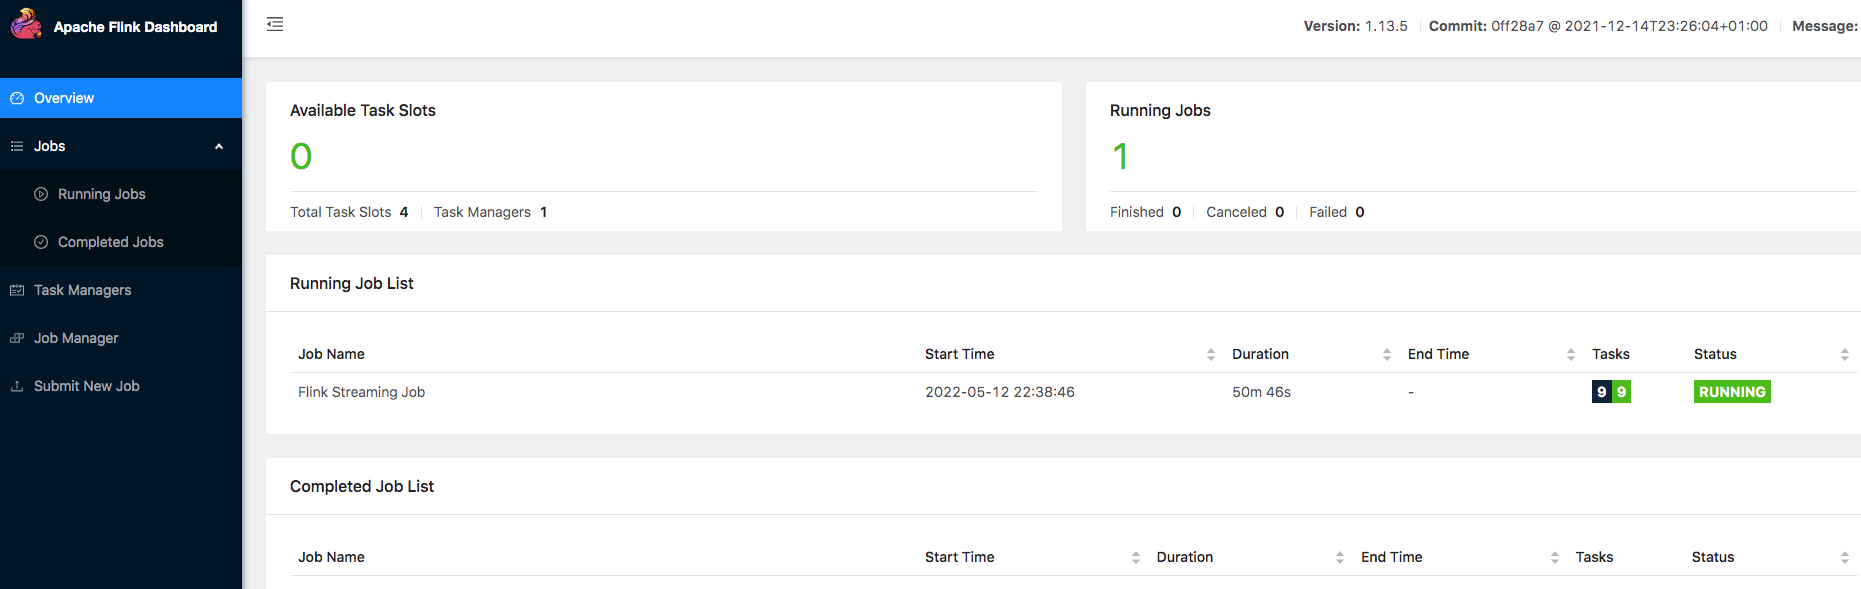 Apache Flink Dashboard
Version: 1.13.5 Commit: 0ff28a7 @ 2021-12-14T23:26:04+01:00 Message:
Overview
Jobs
Running Jobs
Completed Jobs
Task Managers
Job Manager
Submit New Job
Available Task Slots
0
Total Task Slots 4 Task Managers 1
Running Jobs
1
Finished 0 Canceled 0 Failed 0
Running Job List
Job Name Start Time Duration End Time Tasks Status
Flink Streaming Job 2022-05-12 22:38:46 50m 46s - 9 9 RUNNING
Completed Job List
Job Name Start Time Duration End Time Tasks Status